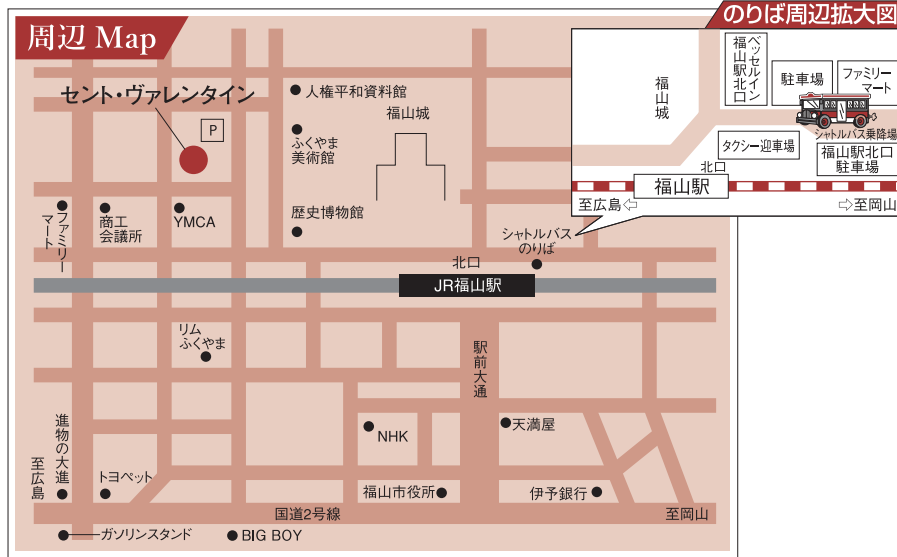 周辺 Map
のりば周辺拡大図
セント・ヴァレンタイン
P
人権平和資料館
ふくやま
美術館
福山城
歴史博物館
ファミリー
マート
商工
会議所
YMCA
シャトルバス
のりば
北口
JR福山駅
リム
ふくやま
駅前大通
進物の大進
至広島
トヨペット
NHK
天満屋
福山市役所
伊予銀行
国道2号線
至岡山
ガソリンスタンド
BIG BOY
福山城
ベッセルイン
福山駅北口
駐車場
ファミリー
マート
シャトルバス乗降場
タクシー迎車場
福山駅北口
駐車場
北口
福山駅
至広島⇦
⇨至岡山